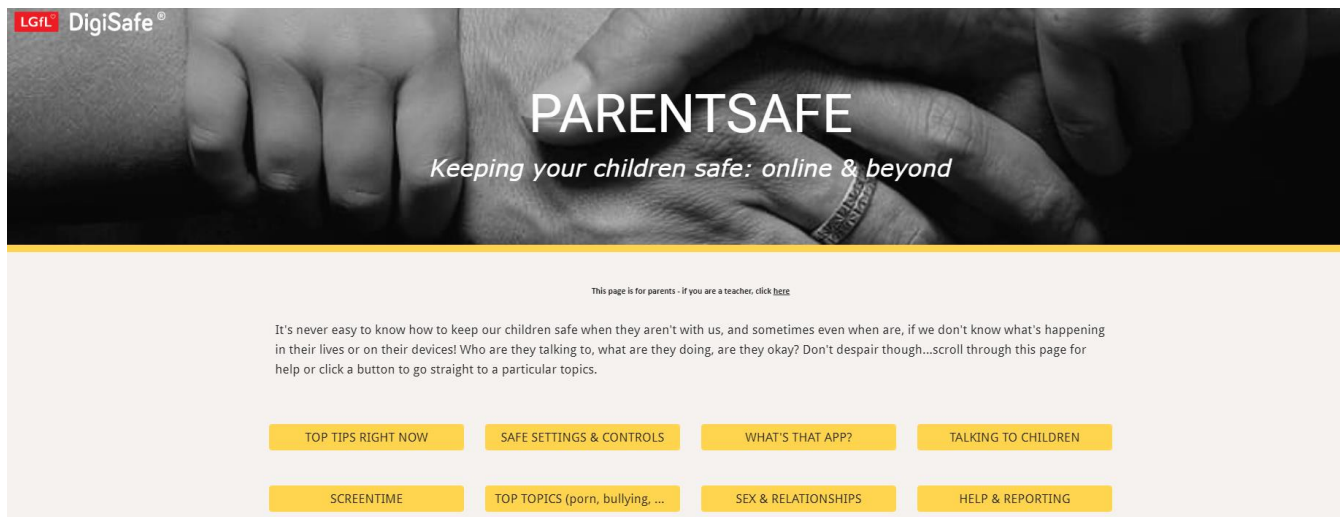 LGfL DigiSafe®
PARENTSAFE
Keeping your children safe: online & beyond
This page is for parents - if you are a teacher, click here
It's never easy to know how to keep our children safe when they aren't with us, and sometimes even when are, if we don't know what's happening
in their lives or on their devices! Who are they talking to, what are they doing, are they okay? Don't despair though...scroll through this page for
help or click a button to go straight to a particular topics.
TOP TIPS RIGHT NOW SAFE SETTINGS & CONTROLS WHAT'S THAT APP? TALKING TO CHILDREN
SCREENTIME TOP TOPICS (porn, bullying, ... SEX & RELATIONSHIPS HELP & REPORTING